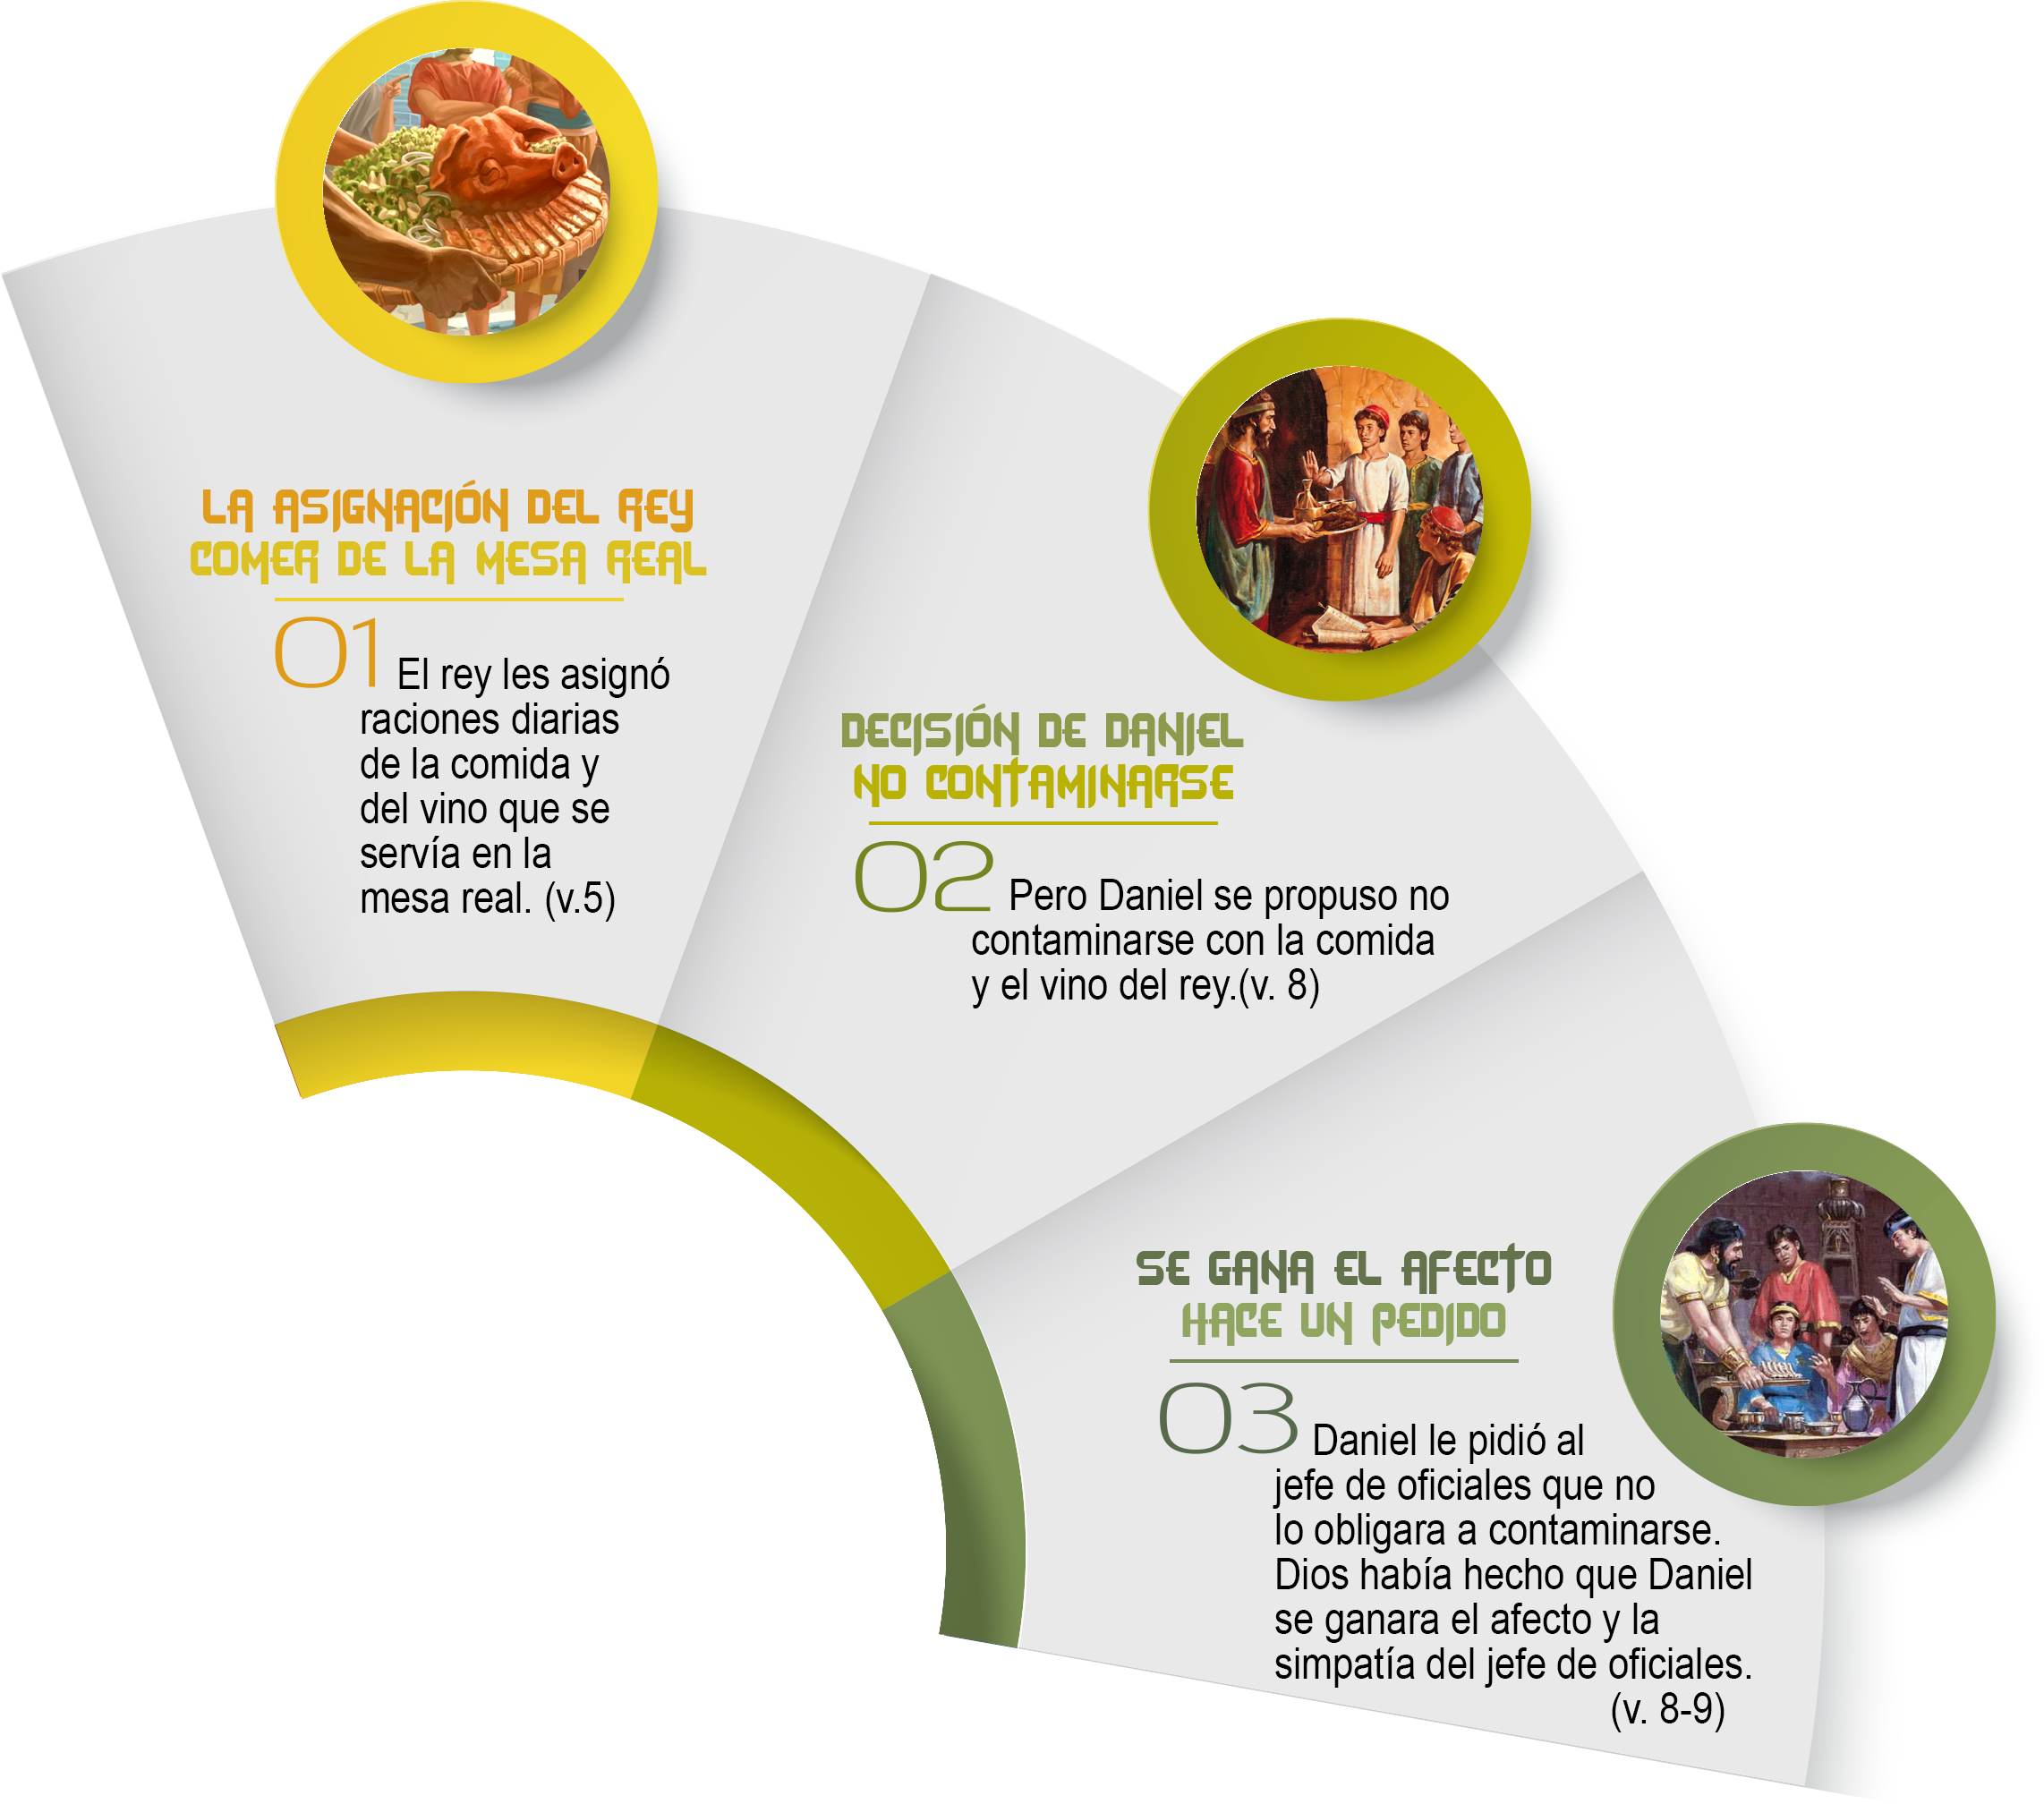 LA ASIGNACIÓN DEL REY
COMER DE LA MESA REAL
01 El rey les asignó
raciones diarias
de la comida y
del vino que se
servía en la
mesa real. (v.5)
DECISIÓN DE DANIEL
NO CONTAMINARSE
02 Pero Daniel se propuso no
contaminarse con la comida
y el vino del rey.(v. 8)
SE GANA EL AFECTO
HACE UN PEDIDO
03 Daniel le pidió al
jefe de oficiales que no
lo obligara a contaminarse.
Dios había hecho que Daniel
se ganara el afecto y la
simpatía del jefe de oficiales.
(v. 8-9)